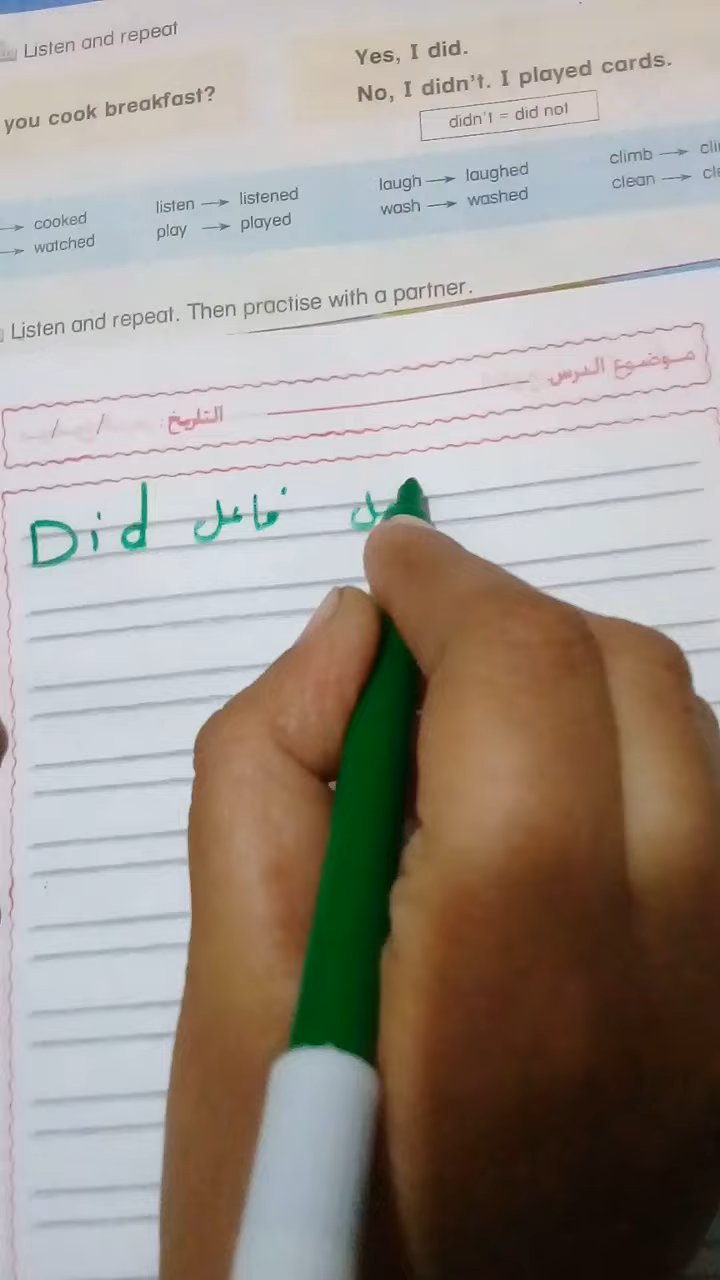 Listen and repeat
you cook breakfast?
Yes, I did.
No, I didn't. I played cards.
didn't = did not
→ cooked
→ watched
listen → listened
play → played
laugh → laughed
wash → washed
climb →
clean →
Listen and repeat. Then practise with a partner.
موضوع الدرس
التاريخ: / /
Did فاعل